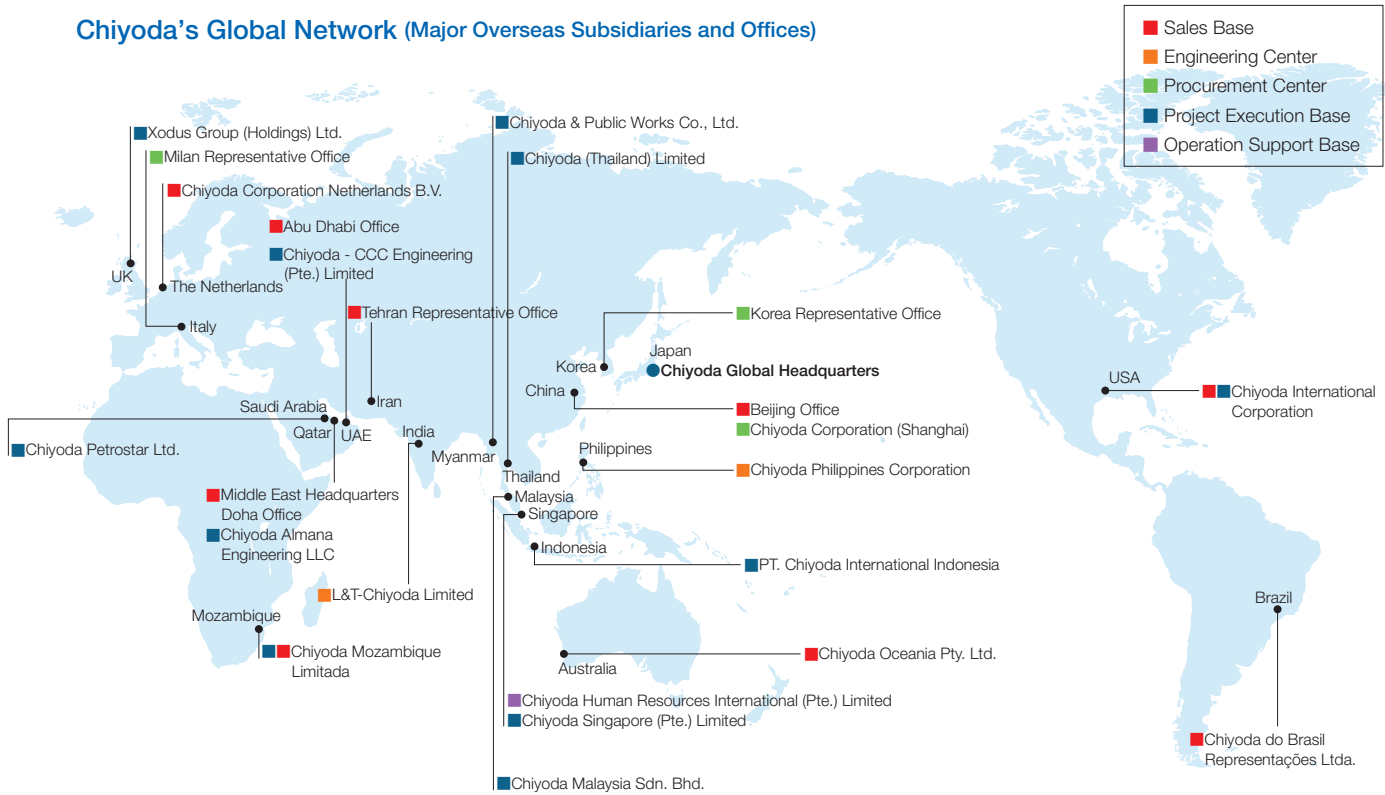 Chiyoda's Global Network (Major Overseas Subsidiaries and Offices)
Sales Base
Engineering Center
Procurement Center
Project Execution Base
Operation Support Base
Xodus Group (Holdings) Ltd.
Milan Representative Office
Chiyoda Corporation Netherlands B.V.
Abu Dhabi Office
Chiyoda - CCC Engineering
(Pte.) Limited
UK
The Netherlands
Italy
Tehran Representative Office
Chiyoda & Public Works Co., Ltd.
Chiyoda (Thailand) Limited
Korea Representative Office
Japan
Korea
Chiyoda Global Headquarters
China
Beijing Office
Chiyoda Corporation (Shanghai)
USA
Chiyoda International
Corporation
Saudi Arabia
Iran
Qatar
UAE
India
Myanmar
Philippines
Chiyoda Petrostar Ltd.
Chiyoda Philippines Corporation
Thailand
Malaysia
Singapore
Middle East Headquarters
Doha Office
Chiyoda Almana
Engineering LLC
Indonesia
PT. Chiyoda International Indonesia
L&T-Chiyoda Limited
Mozambique
Chiyoda Mozambique
Limitada
Brazil
Australia
Chiyoda Oceania Pty. Ltd.
Chiyoda Human Resources International (Pte.) Limited
Chiyoda Singapore (Pte.) Limited
Chiyoda do Brasil
Representações Ltda.
Chiyoda Malaysia Sdn. Bhd.